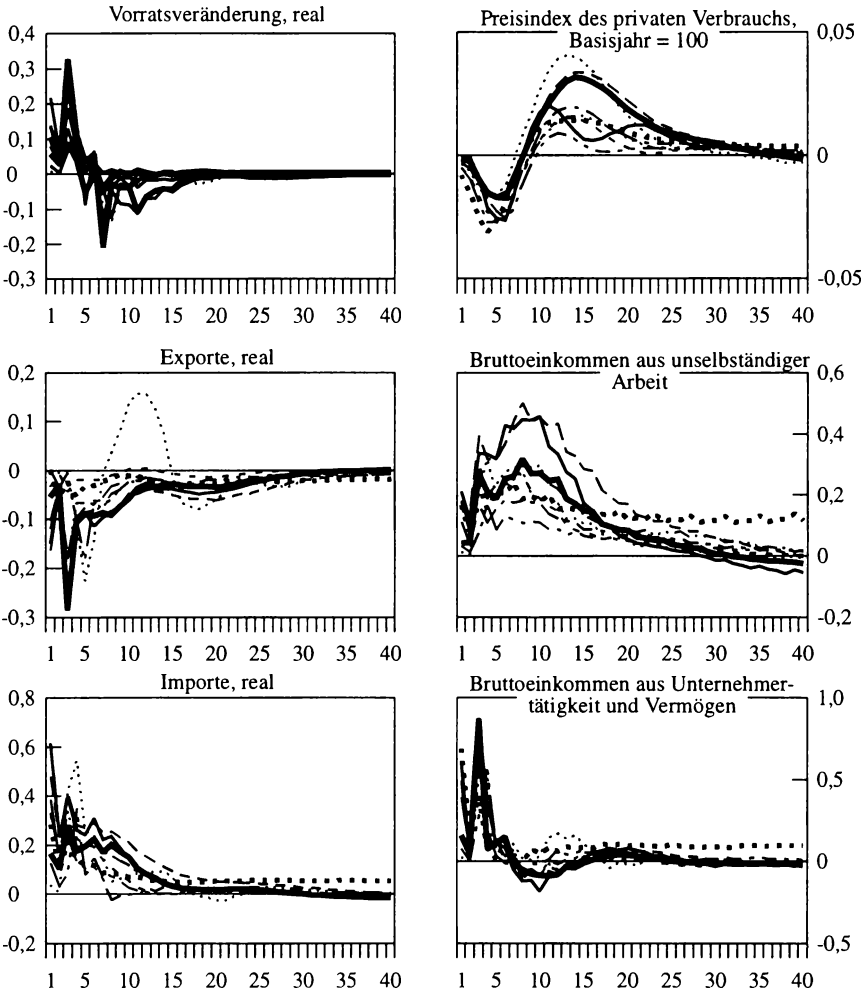 Vorratsveränderung, real
0,4
0,3
0,2
0,1
0
-0,1
-0,2
-0,3
1 5 10 15 20 25 30 35 40
Preisindex des privaten Verbrauchs,
Basisjahr = 100
0,05
0
-0,05
1 5 10 15 20 25 30 35 40
Exporte, real
0,2
0,1
0
-0,1
-0,2
-0,3
1 5 10 15 20 25 30 35 40
Bruttoeinkommen aus unselbständiger
Arbeit
0,6
0,4
0,2
0
-0,2
1 5 10 15 20 25 30 35 40
Importe, real
0,8
0,6
0,4
0,2
0
-0,2
1 5 10 15 20 25 30 35 40
Bruttoeinkommen aus Unternehmer-
tätigkeit und Vermögen
1,0
0,5
0
-0,5
1 5 10 15 20 25 30 35 40